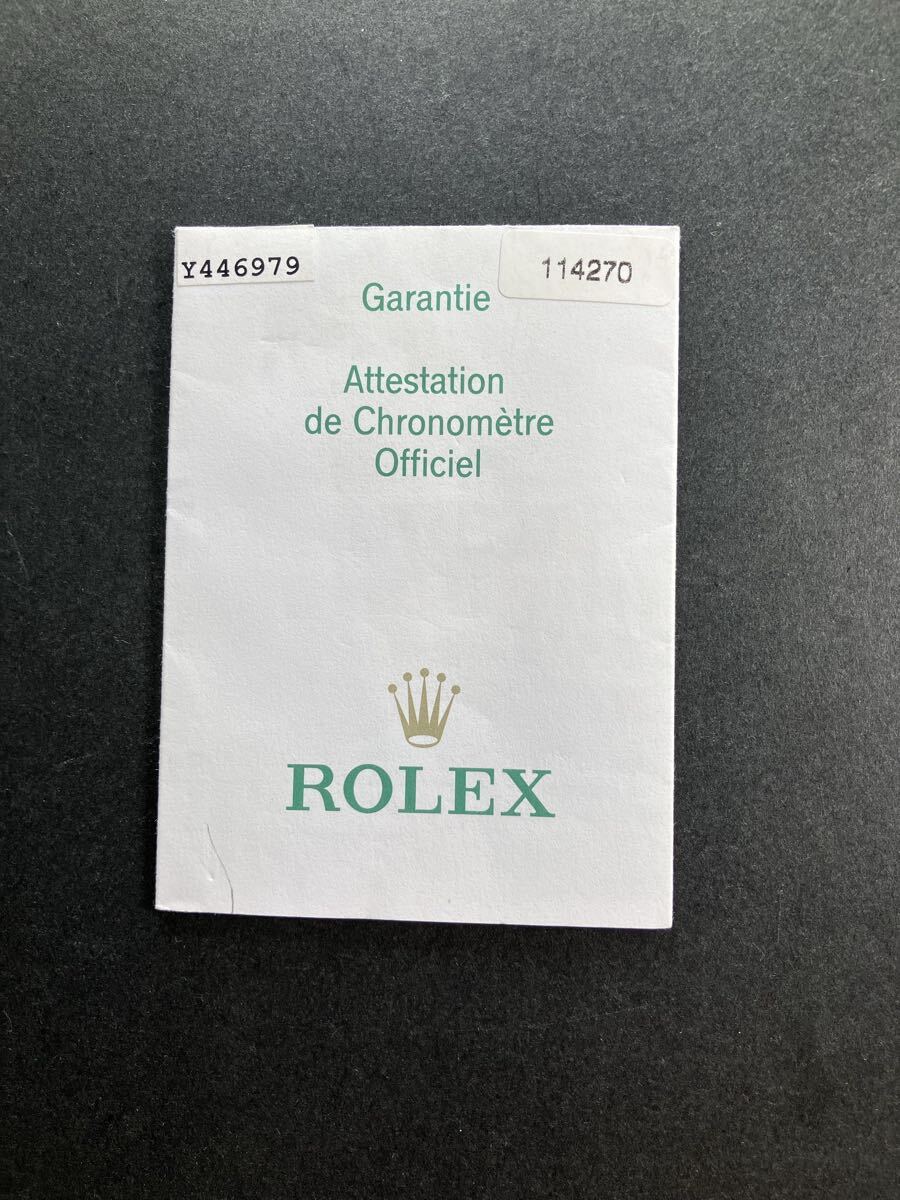 Y446979
114270
Garantie
Attestation
de Chronomètre
Officiel
ROLEX